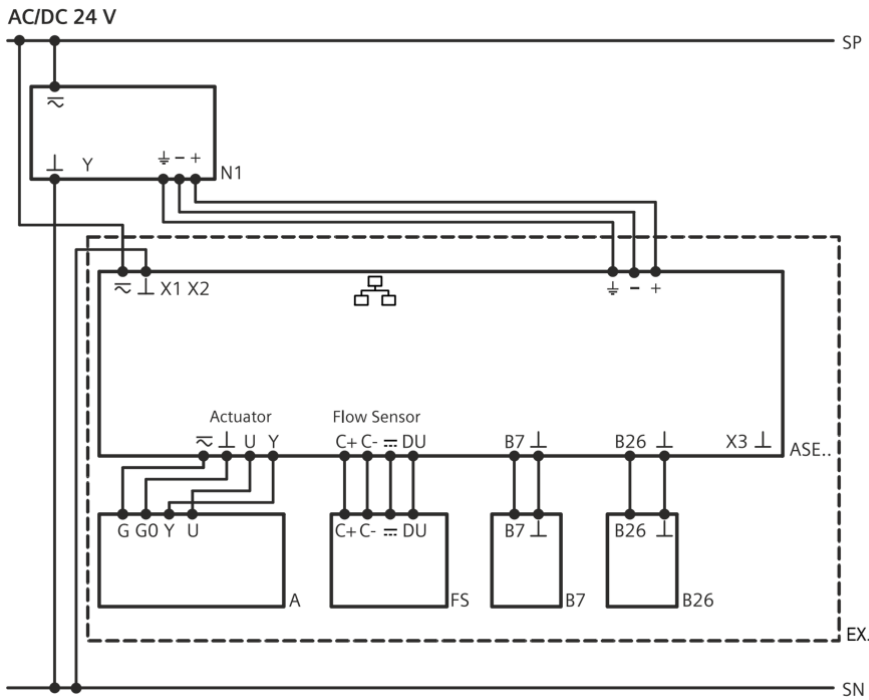 AC/DC 24 V
SP
⊥ Y ⏚ − +
N1
⊥ X1 X2 ⏚ − +
Actuator Flow Sensor
⊥ U Y C+ C- ⎓ DU B7 ⊥ B26 ⊥ X3 ⊥
ASE..
G G0 Y U C+ C- ⎓ DU B7 ⊥ B26 ⊥
A FS B7 B26
EX.
SN